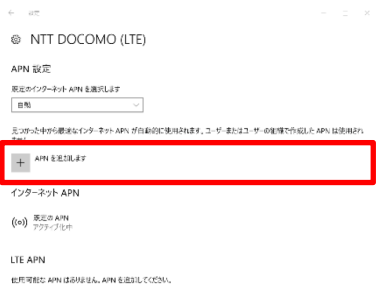 ← 設定
NTT DOCOMO (LTE)
APN 設定
既定のインターネット APN を選択します
自動
見つかった中から最適なインターネット APN が自動的に使用されます。ユーザーまたはユーザーの組織で作成した APN は使用され
APN を追加します
インターネット APN
既定の APN
アクティブ化中
LTE APN
使用可能な APN はありません。APN を追加してください。